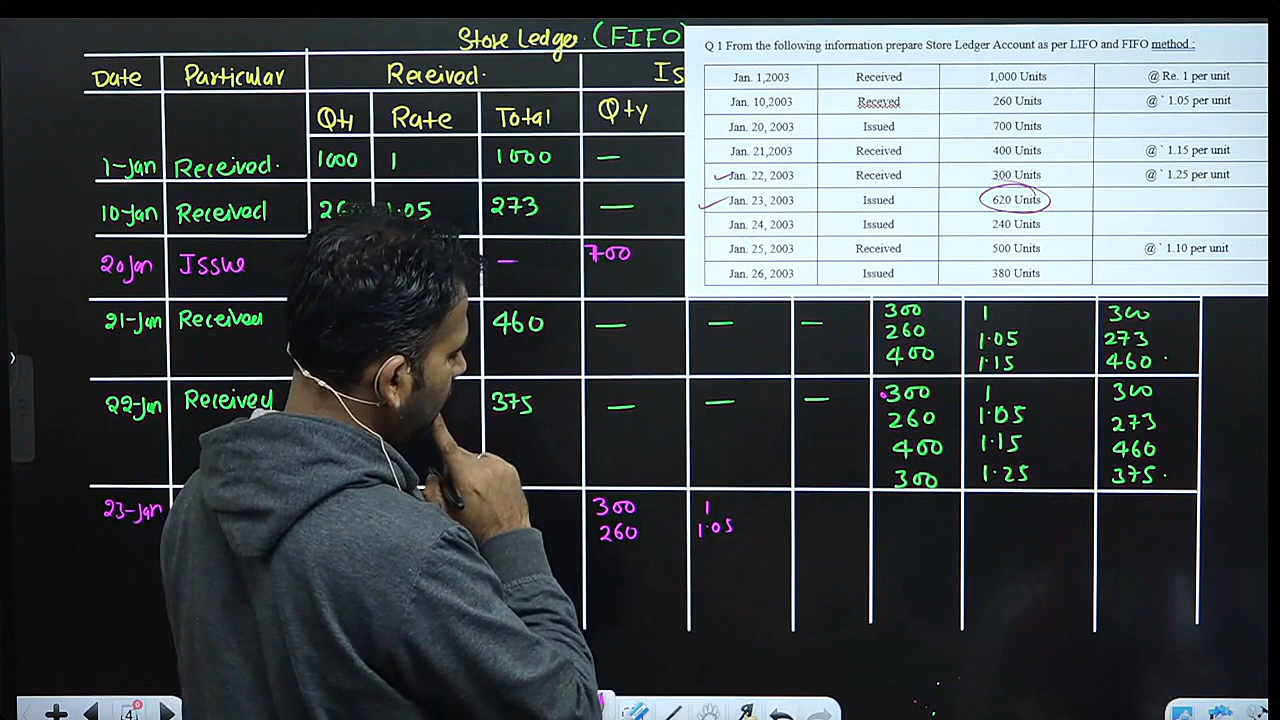 Store Ledger (FIFO)
Q 1 From the following information prepare Store Ledger Account as per LIFO and FIFO method :
Jan. 1,2003 Received 1,000 Units @ Re. 1 per unit
Jan. 10,2003 Receved 260 Units @ ` 1.05 per unit
Jan. 20, 2003 Issued 700 Units
Jan. 21,2003 Received 400 Units @ ` 1.15 per unit
Jan. 22, 2003 Received 300 Units @ ` 1.25 per unit
Jan. 23, 2003 Issued 620 Units
Jan. 24, 2003 Issued 240 Units
Jan. 25, 2003 Received 500 Units @ ` 1.10 per unit
Jan. 26, 2003 Issued 380 Units
Date Particular Received Is
Qty Rate Total Qty
1-Jan Received 1000 1 1000 —
10-Jan Received 260 1.05 273 —
20Jan Issue — 700
21-Jan Received 460 — — — 300 1 300
260 1.05 273
400 1.15 460
22-Jan Received 375 — — — 300 1 300
260 1.05 273
400 1.15 460
300 1.25 375
23-Jan 300 1
260 1.05
4